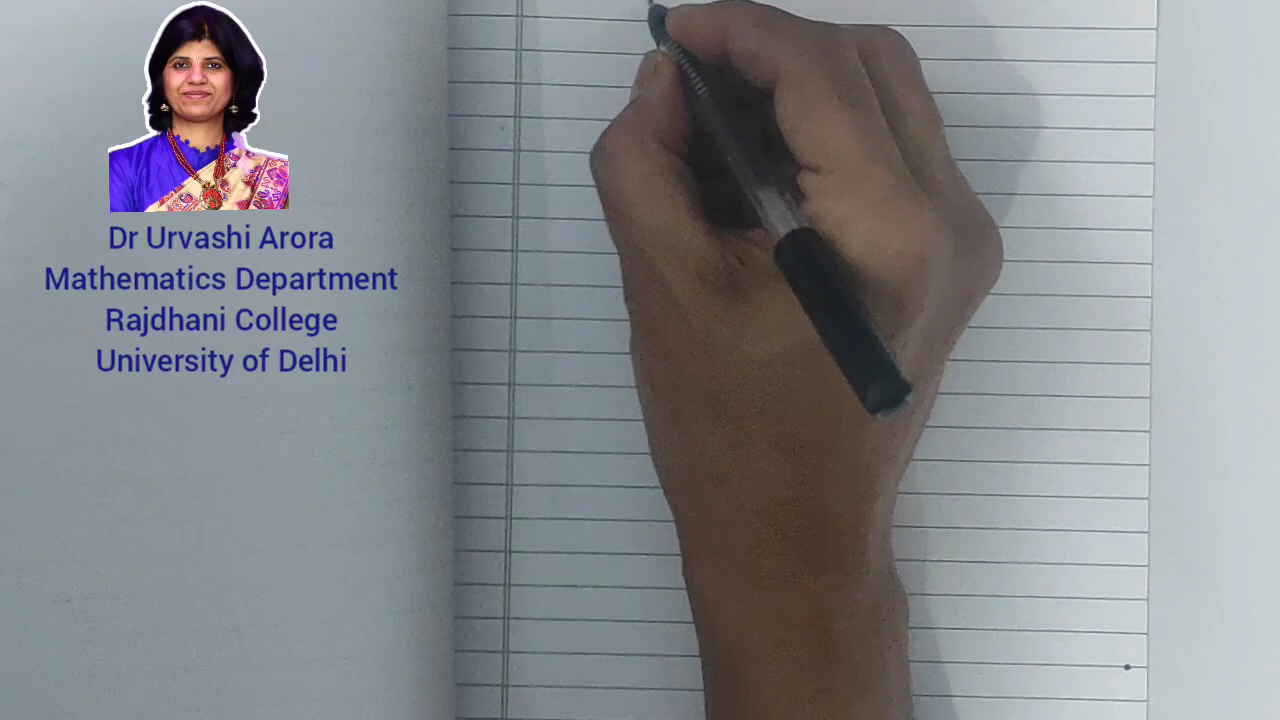 Dr Urvashi Arora
Mathematics Department
Rajdhani College
University of Delhi